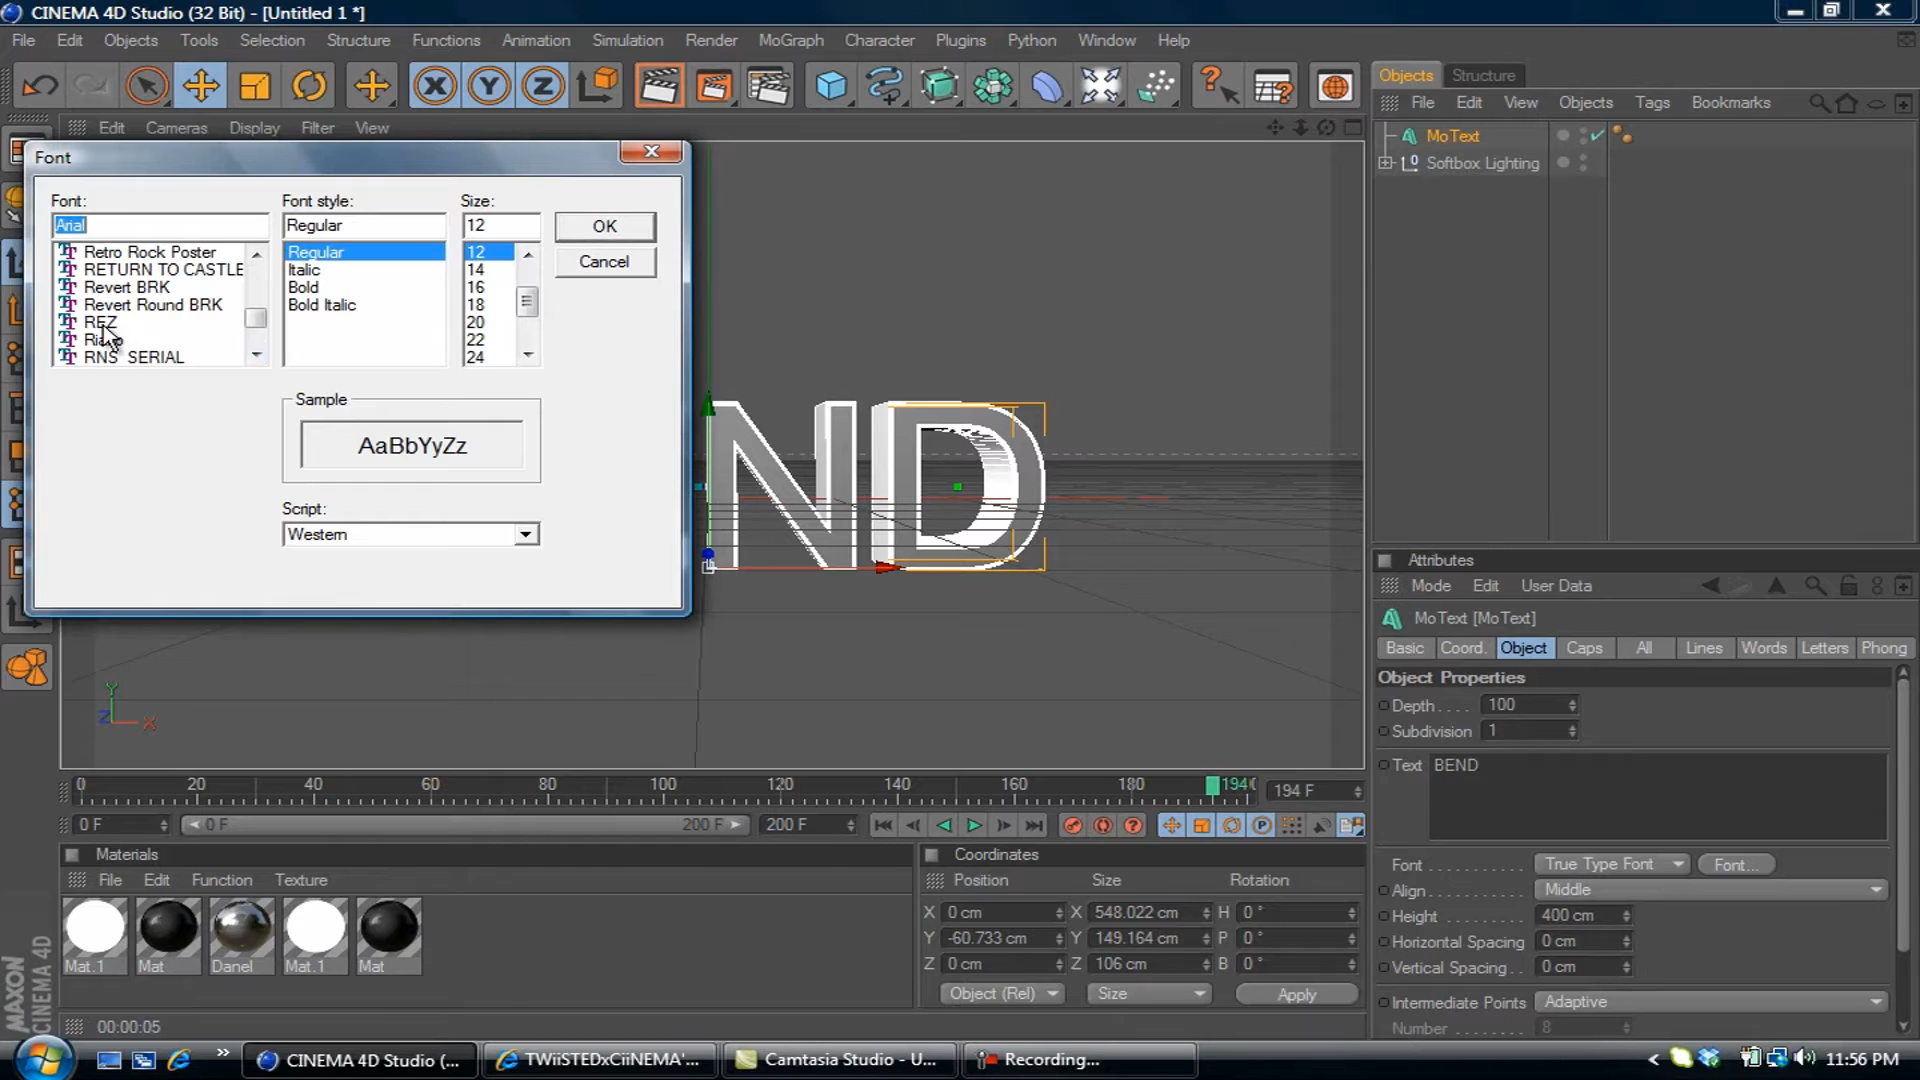 CINEMA 4D Studio (32 Bit) - [Untitled 1 *]
File Edit Objects Tools Selection Structure Functions Animation Simulation Render MoGraph Character Plugins Python Window Help
X Y Z
Objects Structure
File Edit View Objects Tags Bookmarks
MoText
Softbox Lighting
Edit Cameras Display Filter View
Font
Font: Font style: Size:
Arial Regular 12 OK
Retro Rock Poster Regular 12
RETURN TO CASTLE Italic 14 Cancel
Revert BRK Bold 16
Revert Round BRK Bold Italic 18
REZ 20
22
RNS SERIAL 24
Sample
AaBbYyZz
Script:
Western
ND
Y
Z X
Attributes
Mode Edit User Data
MoText [MoText]
Basic Coord. Object Caps All Lines Words Letters Phong
Object Properties
Depth.... 100
Subdivision 1
Text BEND
Font True Type Font Font...
Align Middle
Height 400 cm
Horizontal Spacing 0 cm
Vertical Spacing 0 cm
Intermediate Points Adaptive
Number 8
0 20 40 60 80 100 120 140 160 180 194 194 F
0 F 0 F 200 F 200 F
Materials
File Edit Function Texture
Mat.1 Mat Danel Mat.1 Mat
Coordinates
Position Size Rotation
X 0 cm X 548.022 cm H 0 °
Y -60.733 cm Y 149.164 cm P 0 °
Z 0 cm Z 106 cm B 0 °
Object (Rel) Size Apply
MAXON
CINEMA 4D
00:00:05
CINEMA 4D Studio (... TWiiSTEDxCiiNEMA'... Camtasia Studio - U... Recording... 11:56 PM